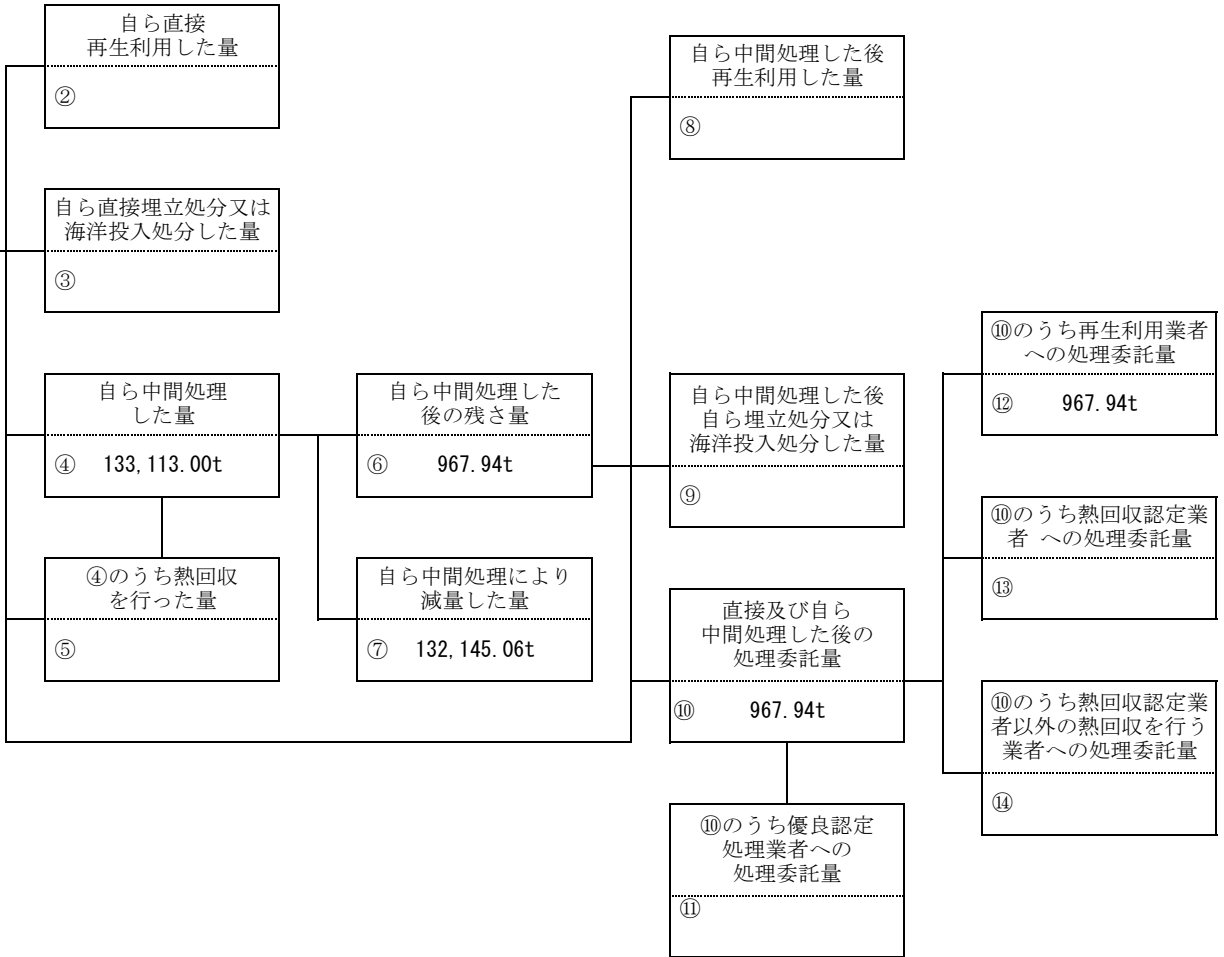 自ら直接
再生利用した量
②
自ら直接埋立処分又は
海洋投入処分した量
③
自ら中間処理
した量
④ 133,113.00t
④のうち熱回収
を行った量
⑤
自ら中間処理した
後の残さ量
⑥ 967.94t
自ら中間処理により
減量した量
⑦ 132,145.06t
自ら中間処理した後
再生利用した量
⑧
自ら中間処理した後
自ら埋立処分又は
海洋投入処分した量
⑨
直接及び自ら
中間処理した後の
処理委託量
⑩ 967.94t
⑩のうち優良認定
処理業者への
処理委託量
⑪
⑩のうち再生利用業者
への処理委託量
⑫ 967.94t
⑩のうち熱回収認定業
者 への処理委託量
⑬
⑩のうち熱回収認定業
者以外の熱回収を行う
業者への処理委託量
⑭